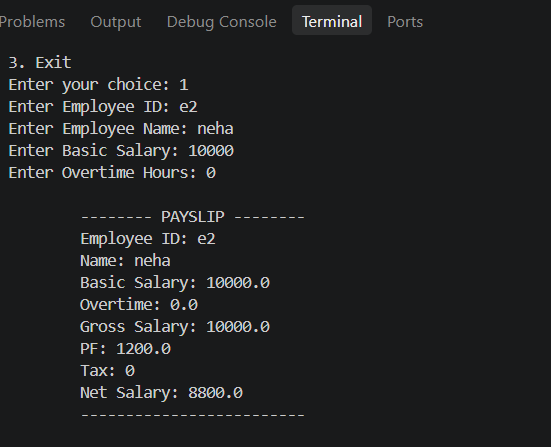 Problems Output Debug Console Terminal Ports
3. Exit
Enter your choice: 1
Enter Employee ID: e2
Enter Employee Name: neha
Enter Basic Salary: 10000
Enter Overtime Hours: 0
-------- PAYSLIP --------
Employee ID: e2
Name: neha
Basic Salary: 10000.0
Overtime: 0.0
Gross Salary: 10000.0
PF: 1200.0
Tax: 0
Net Salary: 8800.0
-------------------------